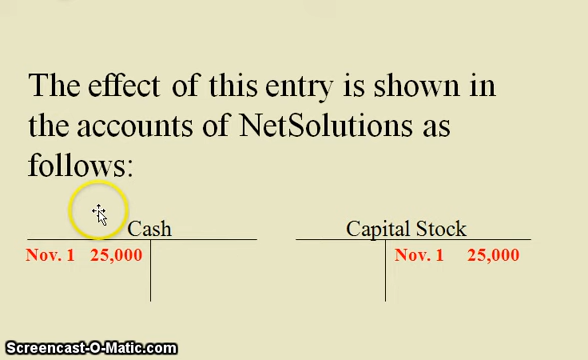 The effect of this entry is shown in
the accounts of NetSolutions as
follows:
Cash
Nov. 1 25,000
Capital Stock
Nov. 1 25,000
Screencast-O-Matic.com